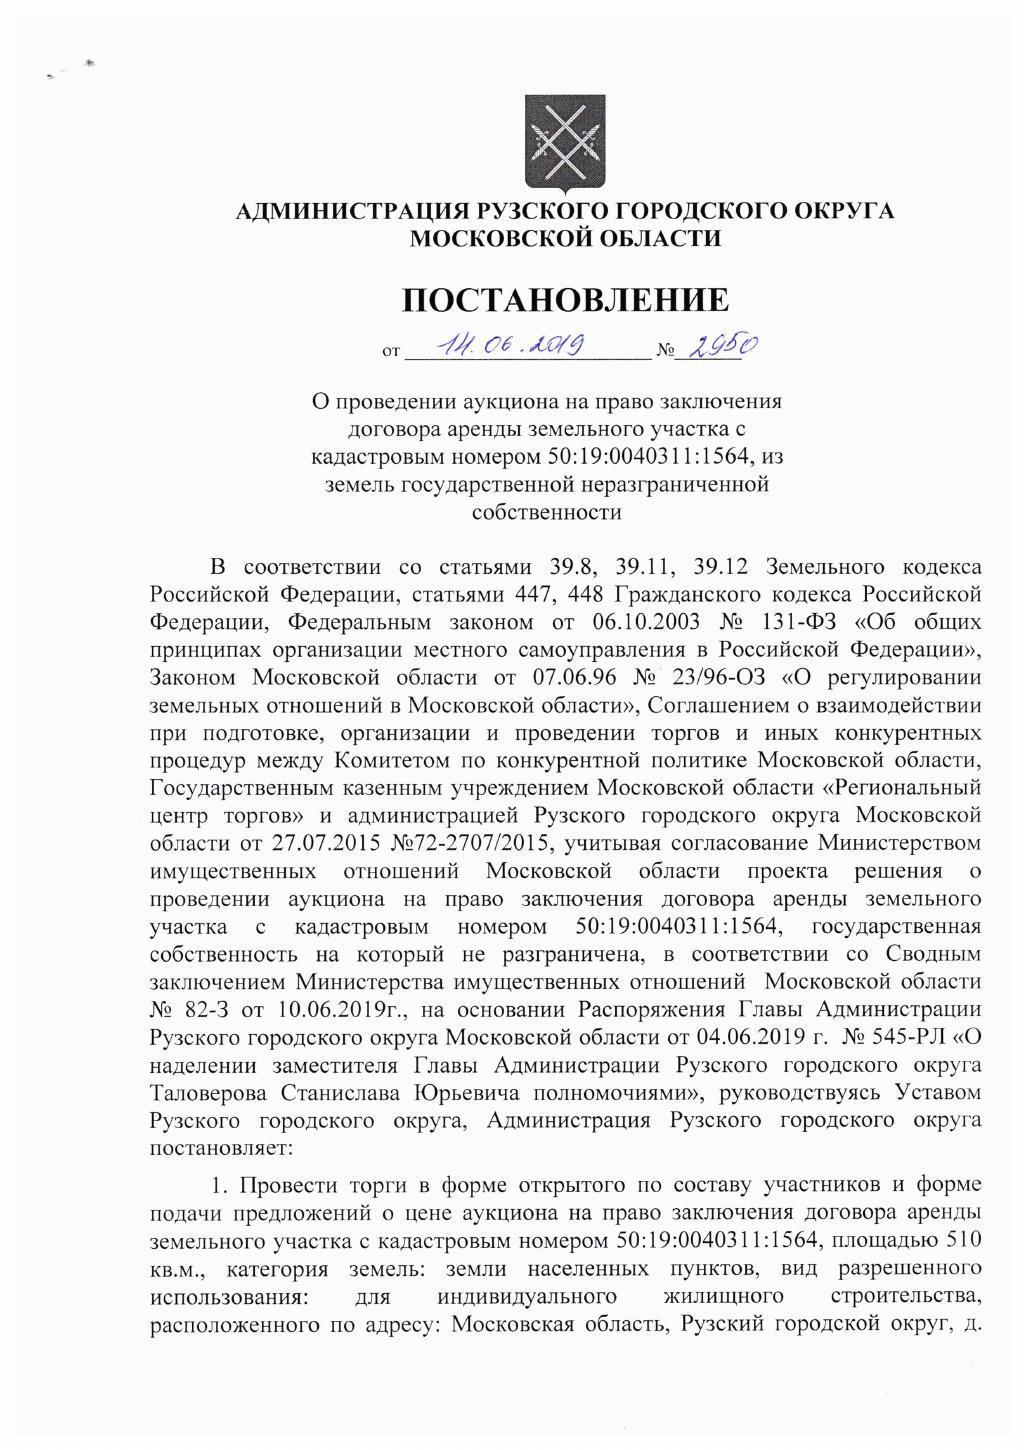 АДМИНИСТРАЦИЯ РУЗСКОГО ГОРОДСКОГО ОКРУГА
МОСКОВСКОЙ ОБЛАСТИ
ПОСТАНОВЛЕНИЕ
от 14.06.2019 № 2950
О проведении аукциона на право заключения
договора аренды земельного участка с
кадастровым номером 50:19:0040311:1564, из
земель государственной неразграниченной
собственности
В соответствии со статьями 39.8, 39.11, 39.12 Земельного кодекса
Российской Федерации, статьями 447, 448 Гражданского кодекса Российской
Федерации, Федеральным законом от 06.10.2003 № 131-ФЗ «Об общих
принципах организации местного самоуправления в Российской Федерации»,
Законом Московской области от 07.06.96 № 23/96-ОЗ «О регулировании
земельных отношений в Московской области», Соглашением о взаимодействии
при подготовке, организации и проведении торгов и иных конкурентных
процедур между Комитетом по конкурентной политике Московской области,
Государственным казенным учреждением Московской области «Региональный
центр торгов» и администрацией Рузского городского округа Московской
области от 27.07.2015 №72-2707/2015, учитывая согласование Министерством
имущественных отношений Московской области проекта решения о
проведении аукциона на право заключения договора аренды земельного
участка с кадастровым номером 50:19:0040311:1564, государственная
собственность на который не разграничена, в соответствии со Сводным
заключением Министерства имущественных отношений Московской области
№ 82-З от 10.06.2019г., на основании Распоряжения Главы Администрации
Рузского городского округа Московской области от 04.06.2019 г. № 545-РЛ «О
наделении заместителя Главы Администрации Рузского городского округа
Таловерова Станислава Юрьевича полномочиями», руководствуясь Уставом
Рузского городского округа, Администрация Рузского городского округа
постановляет:
1. Провести торги в форме открытого по составу участников и форме
подачи предложений о цене аукциона на право заключения договора аренды
земельного участка с кадастровым номером 50:19:0040311:1564, площадью 510
кв.м., категория земель: земли населенных пунктов, вид разрешенного
использования: для индивидуального жилищного строительства,
расположенного по адресу: Московская область, Рузский городской округ, д.